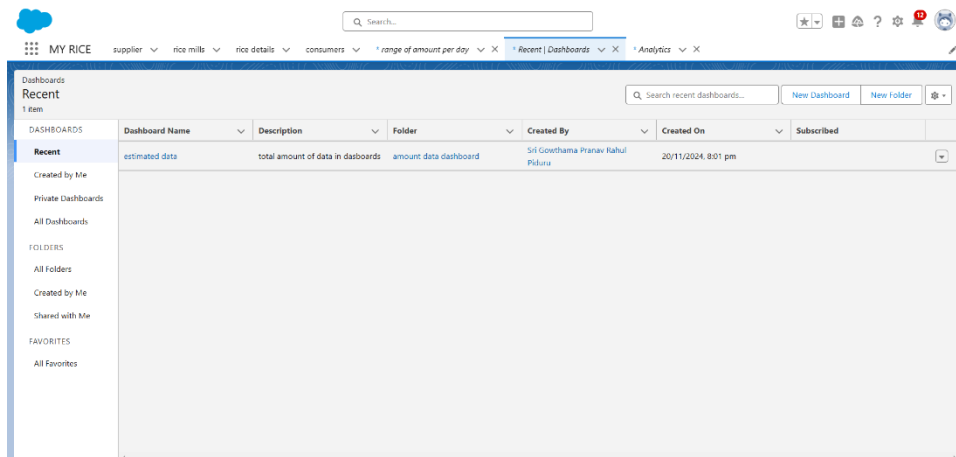 Search...
12
MY RICE supplier rice mills rice details consumers * range of amount per day * Recent | Dashboards * Analytics
Dashboards
Recent
1 item
Search recent dashboards...
New Dashboard New Folder
DASHBOARDS
Recent
Created by Me
Private Dashboards
All Dashboards
FOLDERS
All Folders
Created by Me
Shared with Me
FAVORITES
All Favorites
Dashboard Name Description Folder Created By Created On Subscribed
estimated data total amount of data in dasboards amount data dashboard Sri Gowthama Pranav Rahul 20/11/2024, 8:01 pm
Piduru